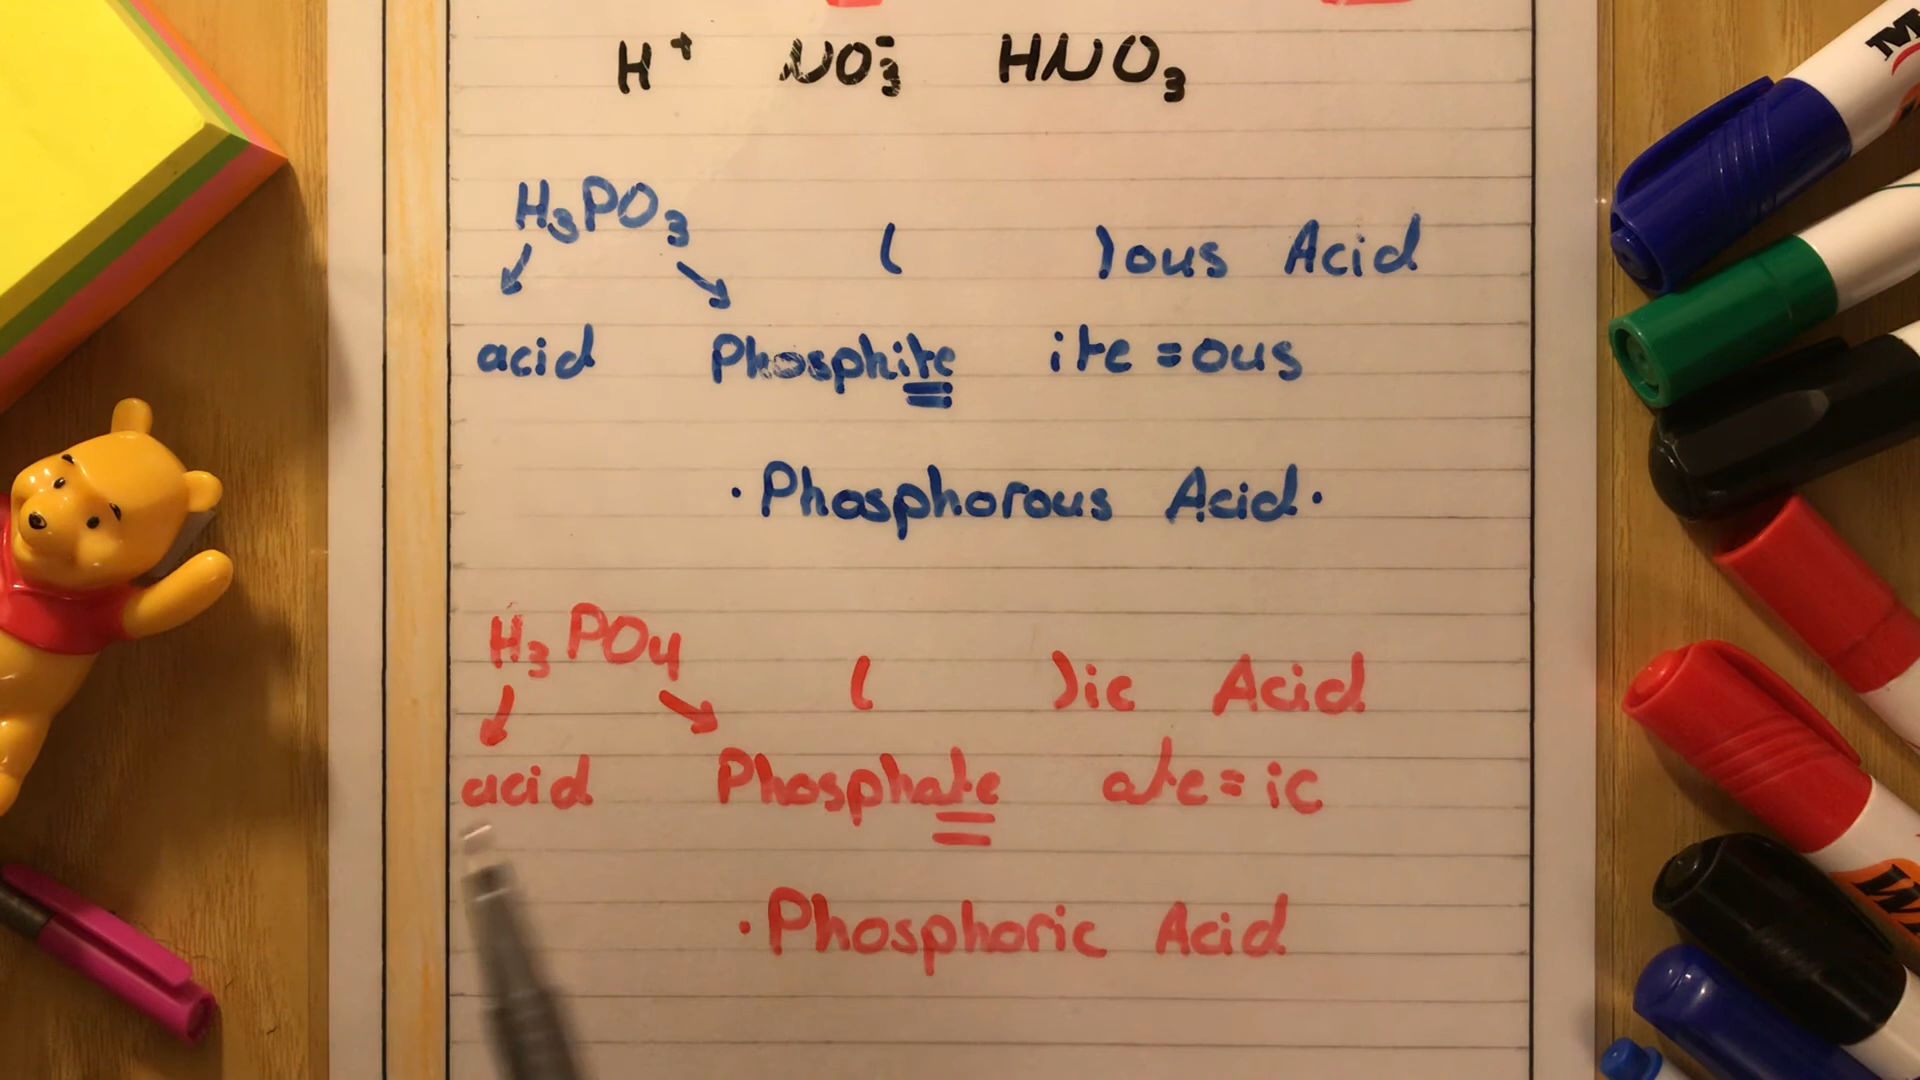 H⁺ NO₃⁻ HNO₃
H₃PO₃
( )ous Acid
acid Phosphite ite = ous
· Phosphorous Acid ·
H₃PO₄
( )ic Acid
acid Phosphate ate = ic
· Phosphoric Acid